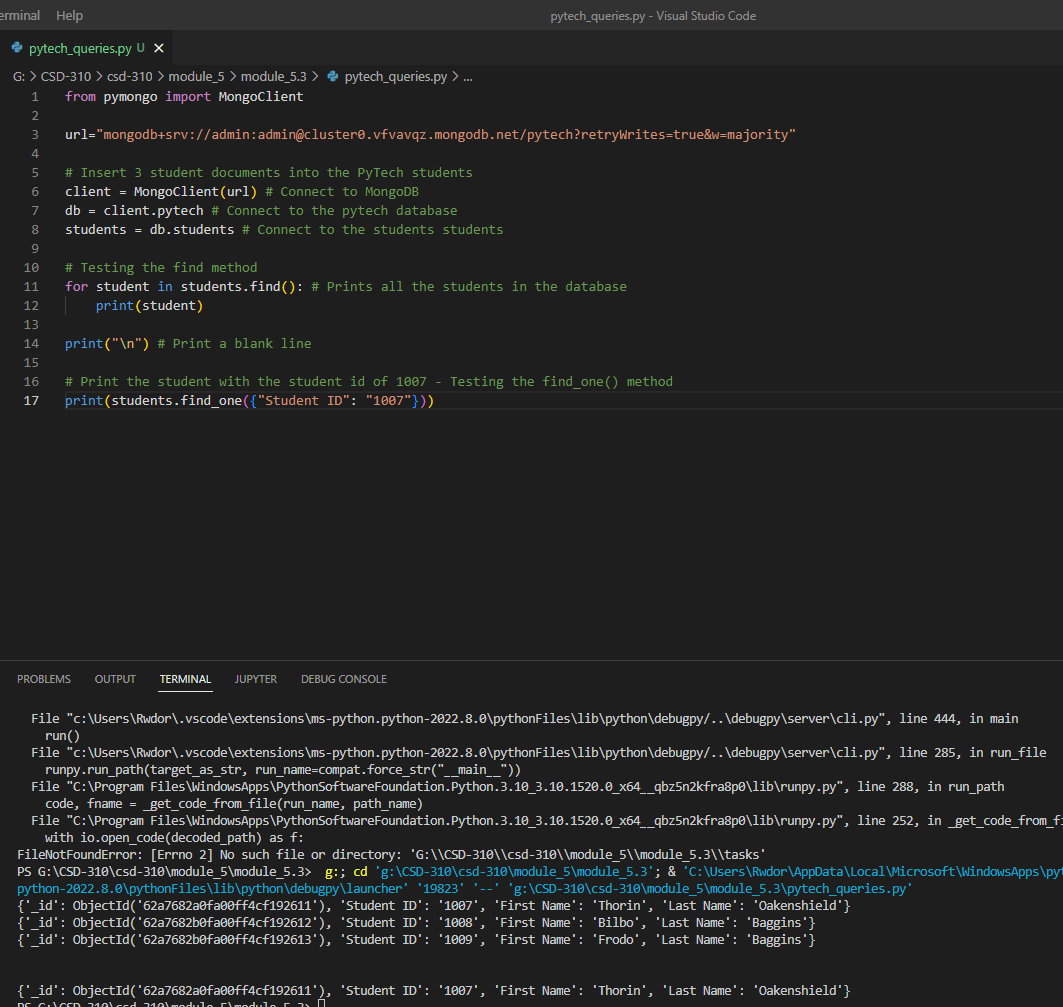 erminal Help pytech_queries.py - Visual Studio Code
pytech_queries.py U
G: > CSD-310 > csd-310 > module_5 > module_5.3 > pytech_queries.py > ...
1 from pymongo import MongoClient
2
3 url="mongodb+srv://admin:admin@cluster0.vfvavqz.mongodb.net/pytech?retryWrites=true&w=majority"
4
5 # Insert 3 student documents into the PyTech students
6 client = MongoClient(url) # Connect to MongoDB
7 db = client.pytech # Connect to the pytech database
8 students = db.students # Connect to the students students
9
10 # Testing the find method
11 for student in students.find(): # Prints all the students in the database
12     print(student)
13
14 print("\n") # Print a blank line
15
16 # Print the student with the student id of 1007 - Testing the find_one() method
17 print(students.find_one({"Student ID": "1007"}))
PROBLEMS OUTPUT TERMINAL JUPYTER DEBUG CONSOLE
File "c:\Users\Rwdor\.vscode\extensions\ms-python.python-2022.8.0\pythonFiles\lib\python\debugpy/..\debugpy\server\cli.py", line 444, in main
run()
File "c:\Users\Rwdor\.vscode\extensions\ms-python.python-2022.8.0\pythonFiles\lib\python\debugpy/..\debugpy\server\cli.py", line 285, in run_file
runpy.run_path(target_as_str, run_name=compat.force_str("__main__"))
File "C:\Program Files\WindowsApps\PythonSoftwareFoundation.Python.3.10_3.10.1520.0_x64__qbz5n2kfra8p0\lib\runpy.py", line 288, in run_path
code, fname = _get_code_from_file(run_name, path_name)
File "C:\Program Files\WindowsApps\PythonSoftwareFoundation.Python.3.10_3.10.1520.0_x64__qbz5n2kfra8p0\lib\runpy.py", line 252, in _get_code_from_fi
with io.open_code(decoded_path) as f:
FileNotFoundError: [Errno 2] No such file or directory: 'G:\\CSD-310\\csd-310\\module_5\\module_5.3\\tasks'
PS G:\CSD-310\csd-310\module_5\module_5.3> g:; cd 'g:\CSD-310\csd-310\module_5\module_5.3'; & 'C:\Users\Rwdor\AppData\Local\Microsoft\WindowsApps\pyt
python-2022.8.0\pythonFiles\lib\python\debugpy\launcher' '19823' '--' 'g:\CSD-310\csd-310\module_5\module_5.3\pytech_queries.py'
{'_id': ObjectId('62a7682a0fa00ff4cf192611'), 'Student ID': '1007', 'First Name': 'Thorin', 'Last Name': 'Oakenshield'}
{'_id': ObjectId('62a7682b0fa00ff4cf192612'), 'Student ID': '1008', 'First Name': 'Bilbo', 'Last Name': 'Baggins'}
{'_id': ObjectId('62a7682b0fa00ff4cf192613'), 'Student ID': '1009', 'First Name': 'Frodo', 'Last Name': 'Baggins'}
{'_id': ObjectId('62a7682a0fa00ff4cf192611'), 'Student ID': '1007', 'First Name': 'Thorin', 'Last Name': 'Oakenshield'}
PS G:\CSD-310\csd-310\module_5\module_5.3>